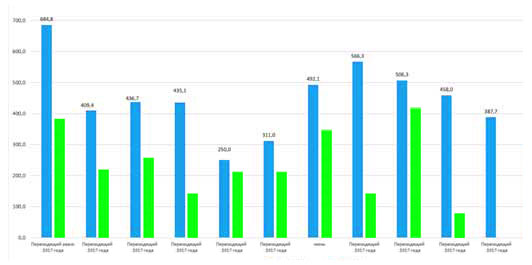 684,8
700,0
600,0
566,3
506,3
492,1
500,0
458,0
436,7
435,1
409,4
387,7
400,0
311,0
300,0
250,0
200,0
100,0
0,0
Переходящий
2017 года
Переходящий
2017 года
Переходящий
2017 года
Переходящий
2017 года
Переходящий
2017 года
Переходящий
2017 года
июнь
Переходящий
2017 года
Переходящий
2017 года
Переходящий
2017 года
Переходящий
2017 года